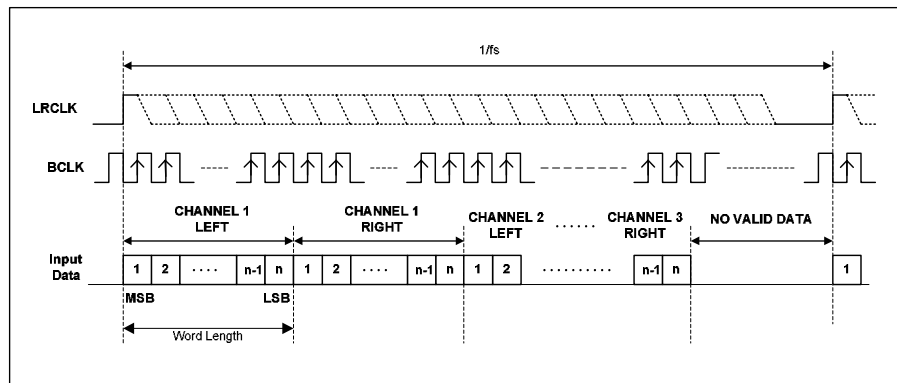 1/fs
LRCLK
BCLK
CHANNEL 1 LEFT
CHANNEL 1 RIGHT
CHANNEL 2 LEFT
CHANNEL 3 RIGHT
NO VALID DATA
Input Data
1 2 n-1 n 1 2 n-1 n 1 2 n-1 n 1
MSB LSB
Word Length